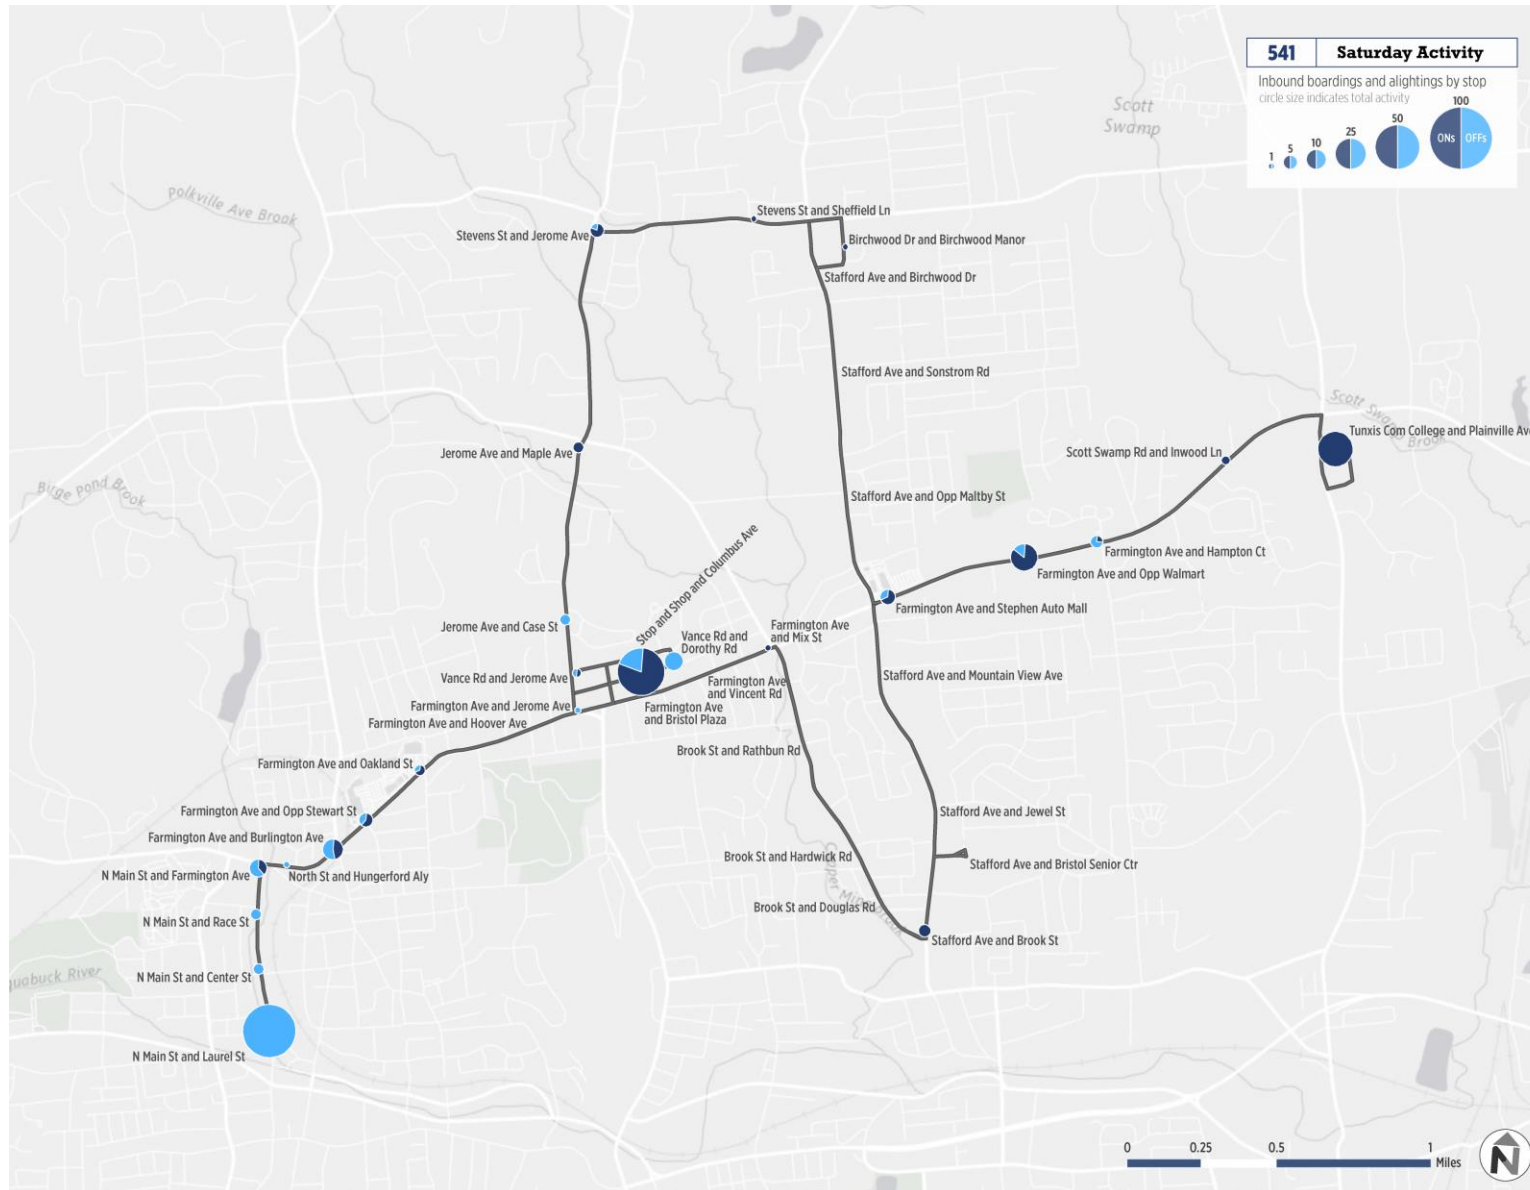 541
Saturday Activity
Inbound boardings and alightings by stop
circle size indicates total activity
1
5
10
25
50
100
ONs
OFFs
Scott
Swamp
Polkville Ave Brook
Stevens St and Sheffield Ln
Stevens St and Jerome Ave
Birchwood Dr and Birchwood Manor
Stafford Ave and Birchwood Dr
Stafford Ave and Sonstrom Rd
Scott Swamp Brook
Tunxis Com College and Plainville Ave
Jerome Ave and Maple Ave
Scott Swamp Rd and Inwood Ln
Birge Pond Brook
Stafford Ave and Opp Maltby St
Farmington Ave and Hampton Ct
Farmington Ave and Opp Walmart
Stop and Shop and Columbus Ave
Farmington Ave and Stephen Auto Mall
Jerome Ave and Case St
Farmington Ave
and Mix St
Vance Rd and
Dorothy Rd
Vance Rd and Jerome Ave
Stafford Ave and Mountain View Ave
Farmington Ave
and Vincent Rd
Farmington Ave and Jerome Ave
Farmington Ave
and Bristol Plaza
Farmington Ave and Hoover Ave
Brook St and Rathbun Rd
Farmington Ave and Oakland St
Farmington Ave and Opp Stewart St
Stafford Ave and Jewel St
Farmington Ave and Burlington Ave
Brook St and Hardwick Rd
Stafford Ave and Bristol Senior Ctr
N Main St and Farmington Ave
North St and Hungerford Aly
Copper Mine Brook
Brook St and Douglas Rd
N Main St and Race St
Stafford Ave and Brook St
quabuck River
N Main St and Center St
N Main St and Laurel St
0
0.25
0.5
1
Miles
N